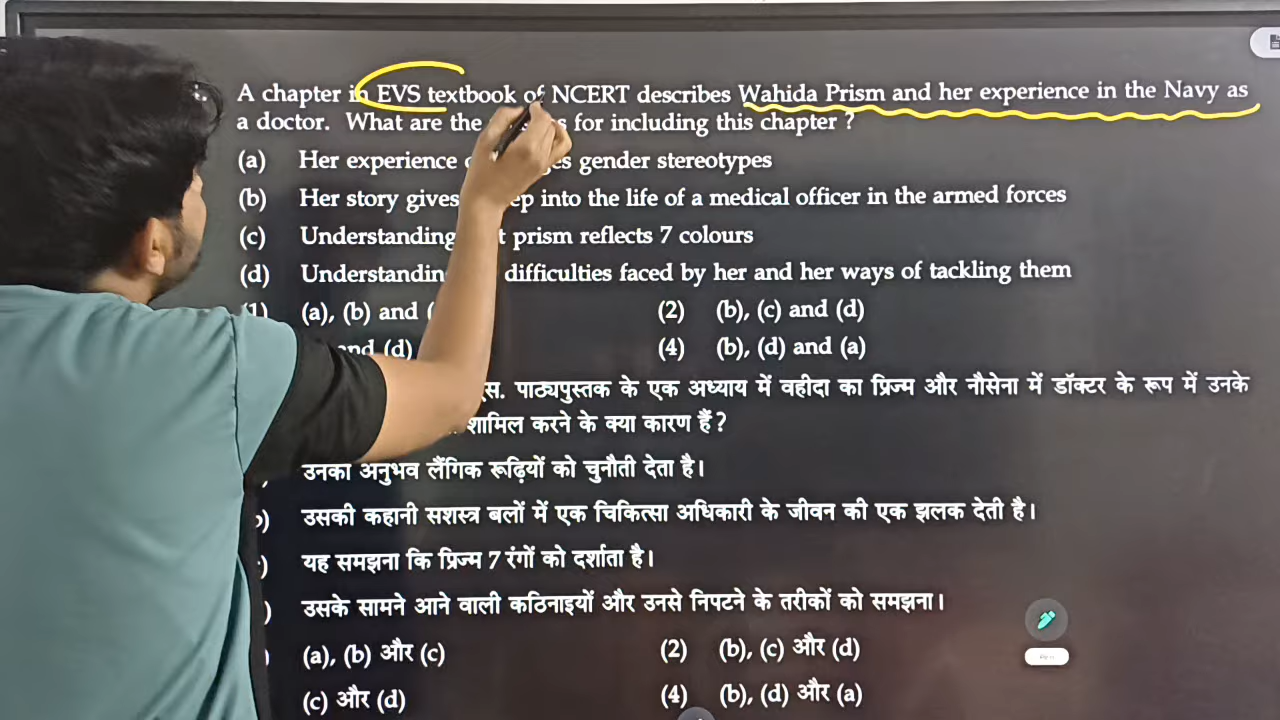 A chapter in EVS textbook of NCERT describes Wahida Prism and her experience in the Navy as
a doctor. What are the for including this chapter ?
(a) Her experience gender stereotypes
(b) Her story gives into the life of a medical officer in the armed forces
(c) Understanding prism reflects 7 colours
(d) difficulties faced by her and her ways of tackling them
(a), (b) and (2) (b), (c) and (d)
and (d) (4) (b), (d) and (a)
पाठ्यपुस्तक के एक अध्याय में वहीदा का प्रिज्म और नौसेना में डॉक्टर के रूप में उनके
शामिल करने के क्या कारण हैं?
उनका अनुभव लैंगिक रूढ़ियों को चुनौती देता है।
उसकी कहानी सशस्त्र बलों में एक चिकित्सा अधिकारी के जीवन की एक झलक देती है।
यह समझना कि प्रिज्म 7 रंगों को दर्शाता है।
उसके सामने आने वाली कठिनाइयों और उनसे निपटने के तरीकों को समझना।
(a), (b) और (c) (2) (b), (c) और (d)
(c) और (d) (4) (b), (d) और (a)